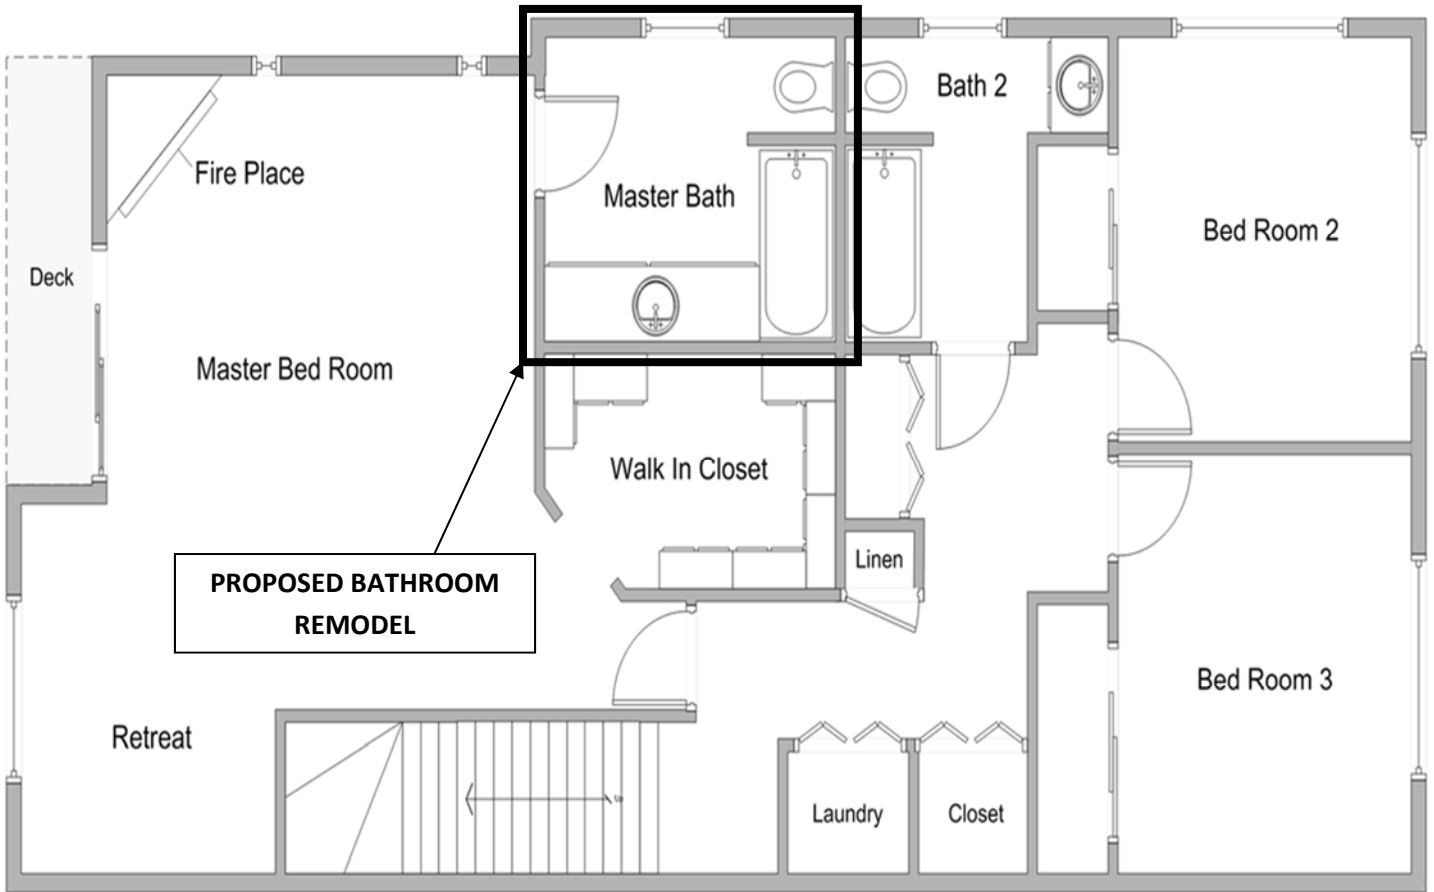 Bath 2
Fire Place
Master Bath
Bed Room 2
Deck
Master Bed Room
Walk In Closet
Linen
PROPOSED BATHROOM
REMODEL
Bed Room 3
Retreat
Up
Laundry
Closet